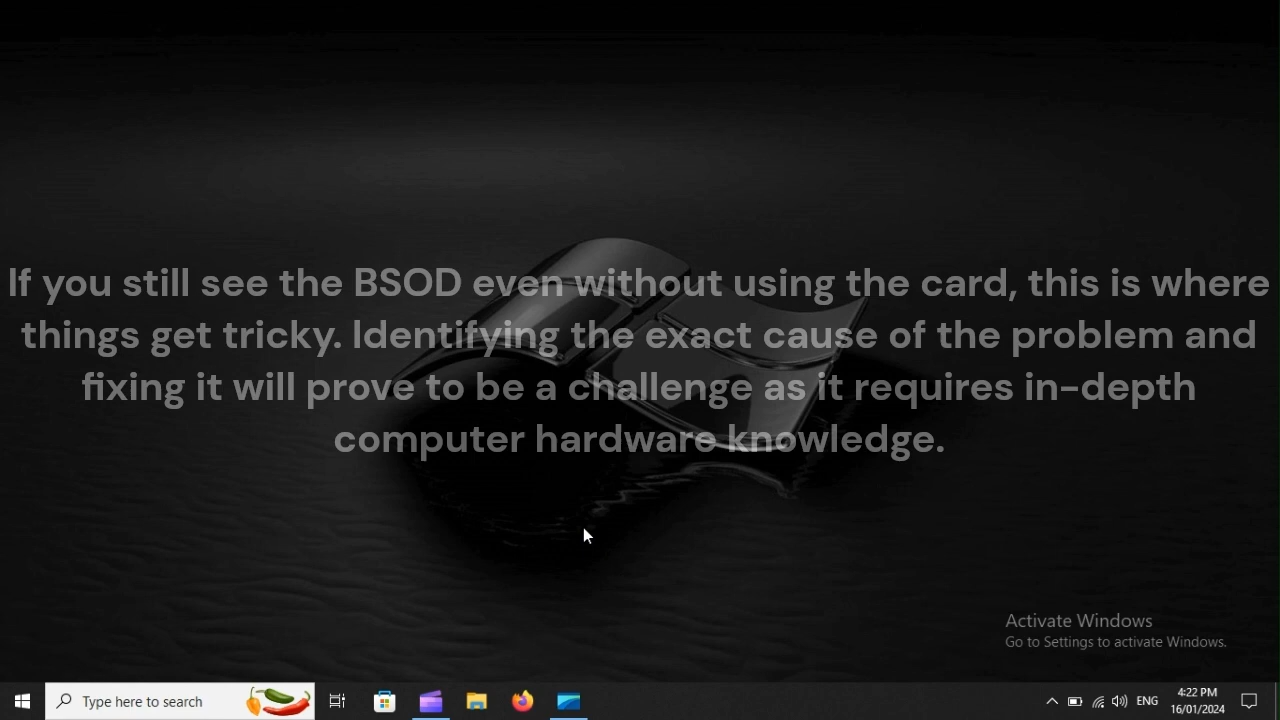 If you still see the BSOD even without using the card, this is where
things get tricky. Identifying the exact cause of the problem and
fixing it will prove to be a challenge as it requires in-depth
computer hardware knowledge.
Activate Windows
Go to Settings to activate Windows.
Type here to search
ENG
4:22 PM
16/01/2024